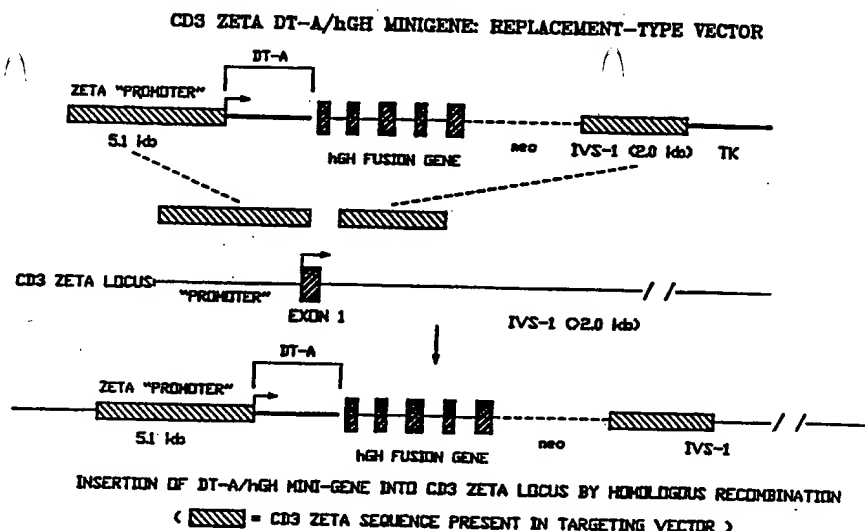 CD3 ZETA DT-A/hGH MINIGENE: REPLACEMENT-TYPE VECTOR
DT-A
ZETA "PROMOTER"
5.1 kb
hGH FUSION GENE
neo
IVS-1 (2.0 kb)
TK
CD3 ZETA LOCUS
"PROMOTER"
EXON 1
IVS-1 (>2.0 kb)
DT-A
ZETA "PROMOTER"
5.1 kb
hGH FUSION GENE
neo
IVS-1
INSERTION OF DT-A/hGH MINI-GENE INTO CD3 ZETA LOCUS BY HOMOLOGOUS RECOMBINATION
( = CD3 ZETA SEQUENCE PRESENT IN TARGETING VECTOR )